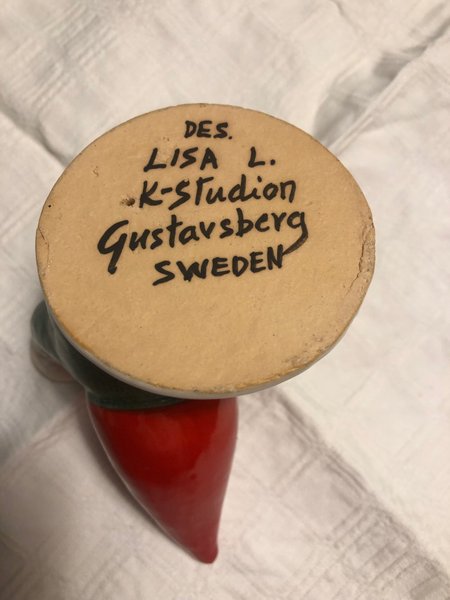 DES.
LISA L.
K-Studion
Gustavsberg
SWEDEN